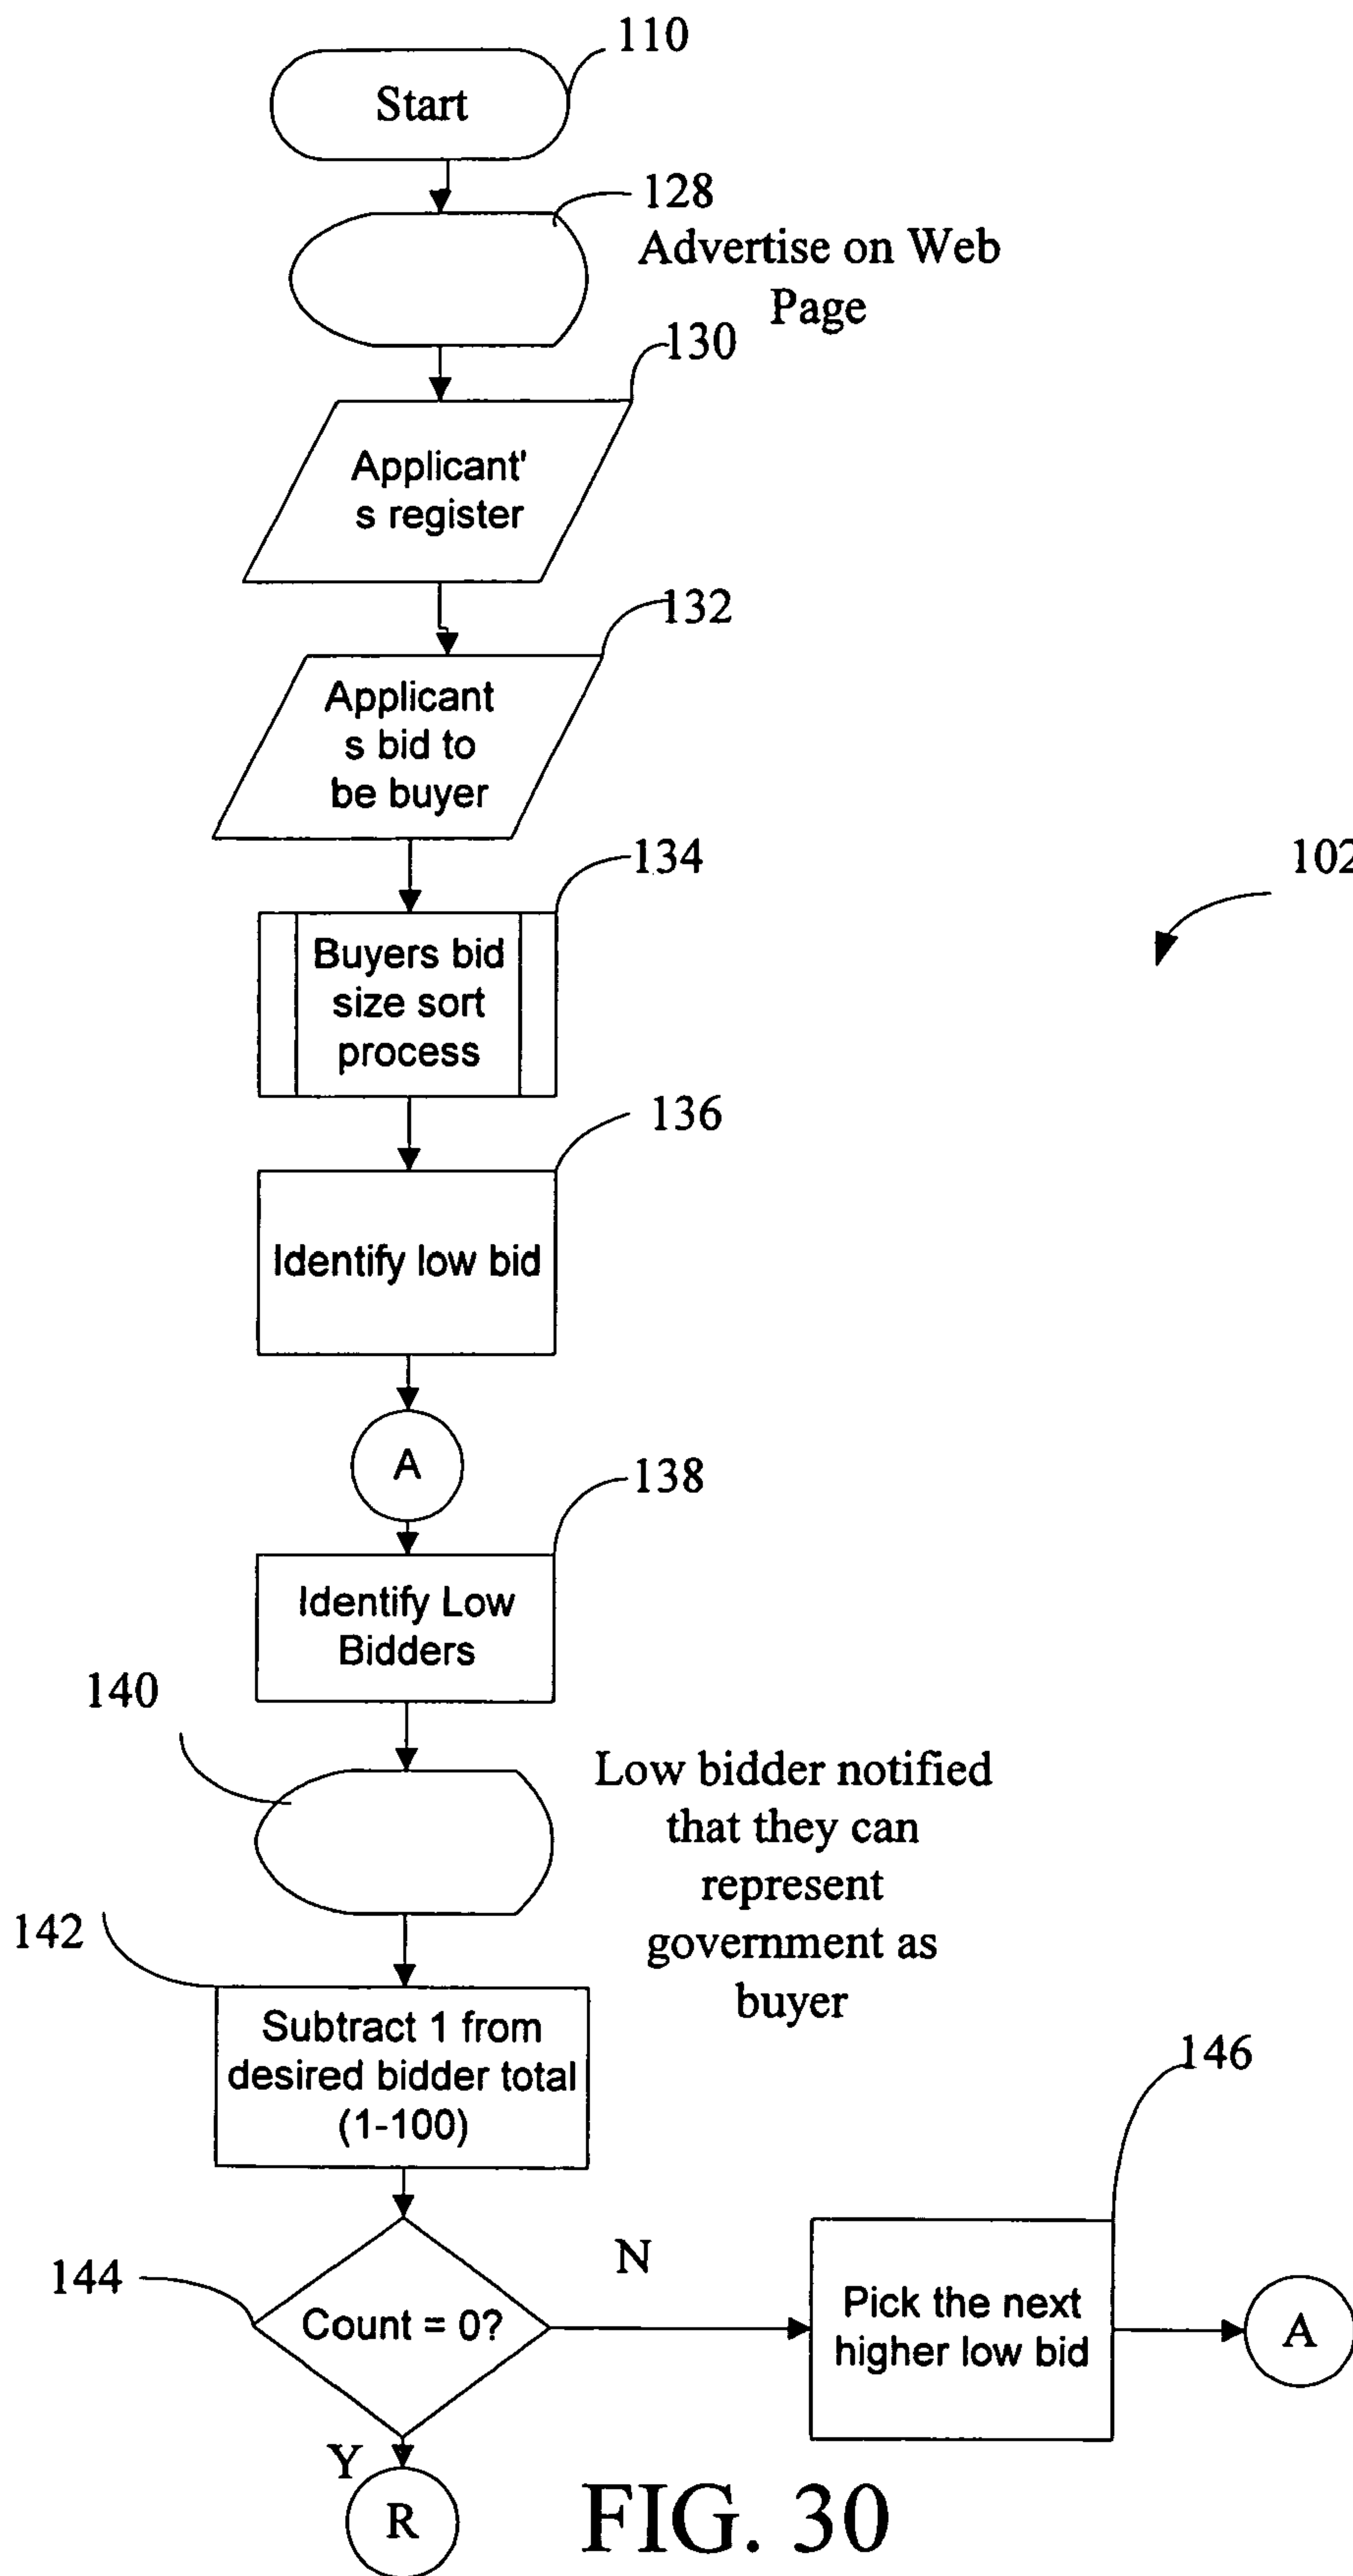 110
Start
128
Advertise on Web
Page
130
Applicant'
s register
132
Applicant
s bid to
be buyer
134
Buyers bid
size sort
process
102
136
Identify low bid
A
138
Identify Low
Bidders
140
Low bidder notified
that they can
represent
government as
buyer
142
Subtract 1 from
desired bidder total
(1-100)
146
144
Count = 0?
N
Pick the next
higher low bid
A
Y
R
FIG. 30